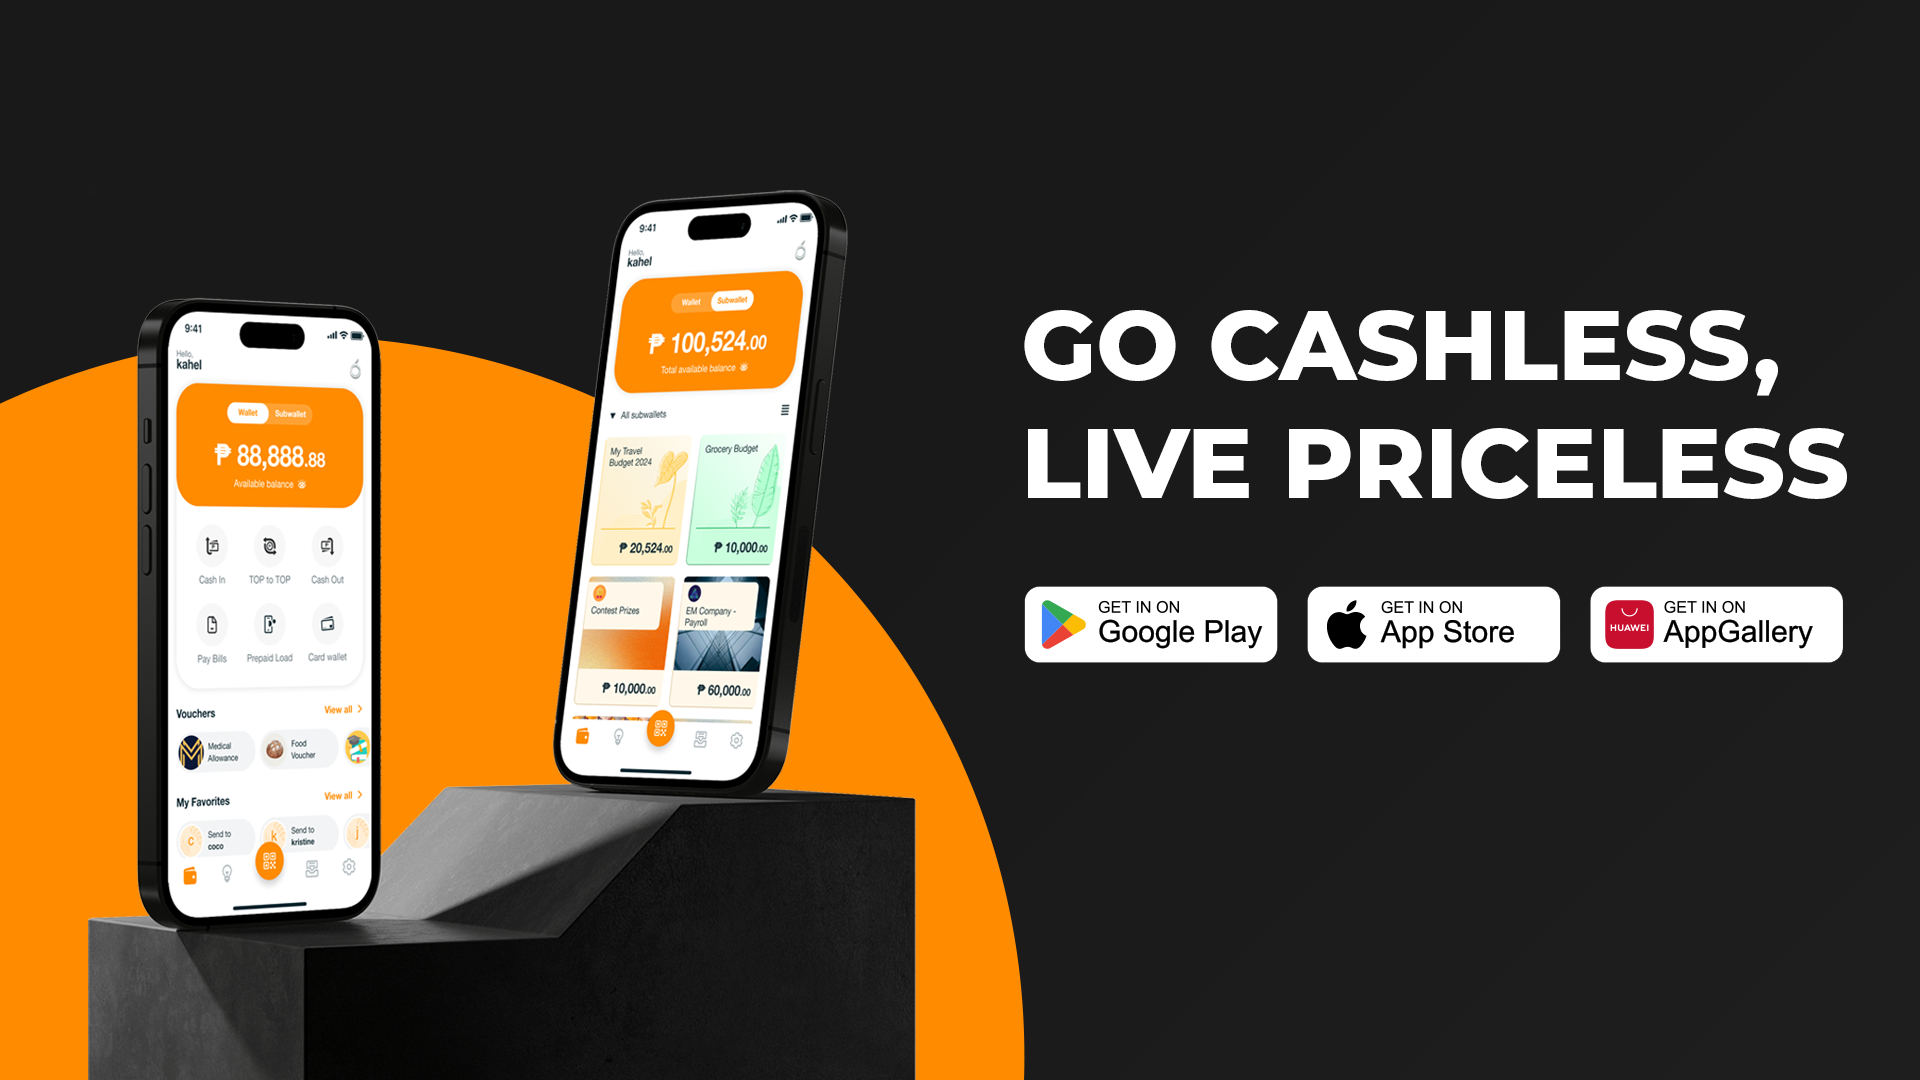 9:41
Hello,
kahel
Wallet Subwallet
₱ 88,888.88
Available balance
Cash In TOP to TOP Cash Out
Pay Bills Prepaid Load Card wallet
Vouchers View all >
Medical
Allowance
Food
Voucher
My Favorites View all >
c Send to
coco
k Send to
kristine
j
9:41
Hello,
kahel
Wallet Subwallet
₱ 100,524.00
Total available balance
▼ All subwallets
My Travel
Budget 2024
₱ 20,524.00
Grocery Budget
₱ 10,000.00
Contest Prizes
₱ 10,000.00
EM Company -
Payroll
₱ 60,000.00
GO CASHLESS,
LIVE PRICELESS
GET IN ON
Google Play
GET IN ON
App Store
HUAWEI
GET IN ON
AppGallery